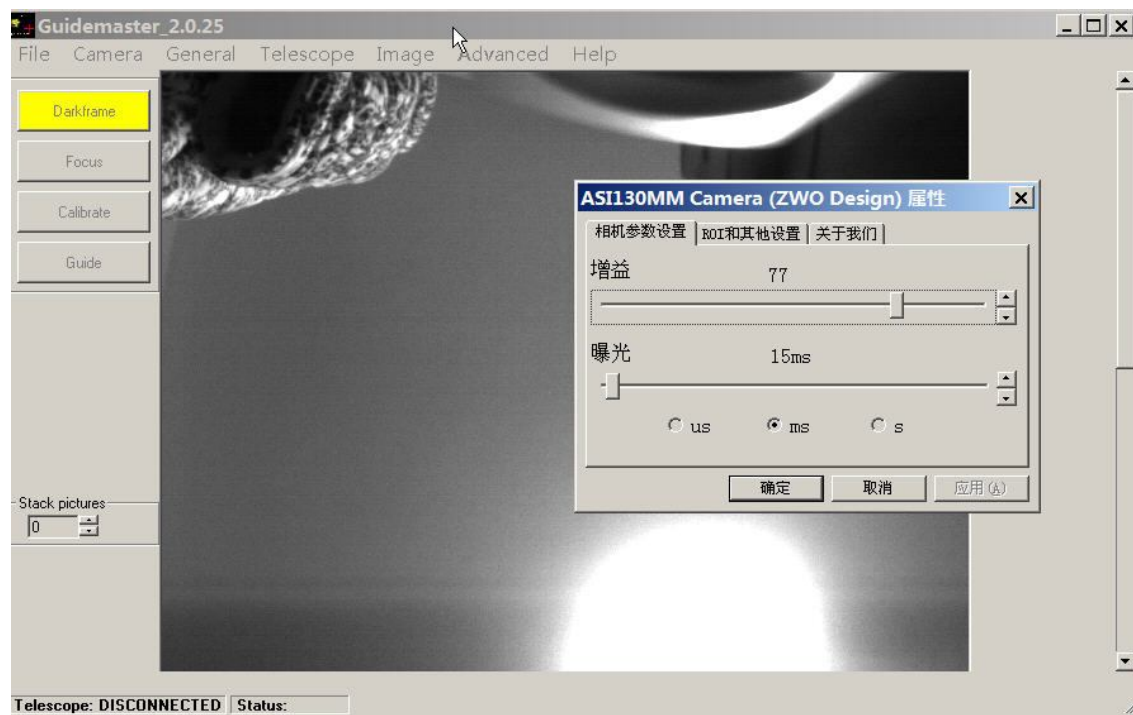 Guidemaster_2.0.25
File Camera General Telescope Image Advanced Help
Darkframe
Focus
Calibrate
Guide
Stack pictures
0
ASI130MM Camera (ZWO Design) 属性
相机参数设置 ROI和其他设置 关于我们
增益 77
曝光 15ms
us ms s
确定 取消 应用(A)
Telescope: DISCONNECTED Status: